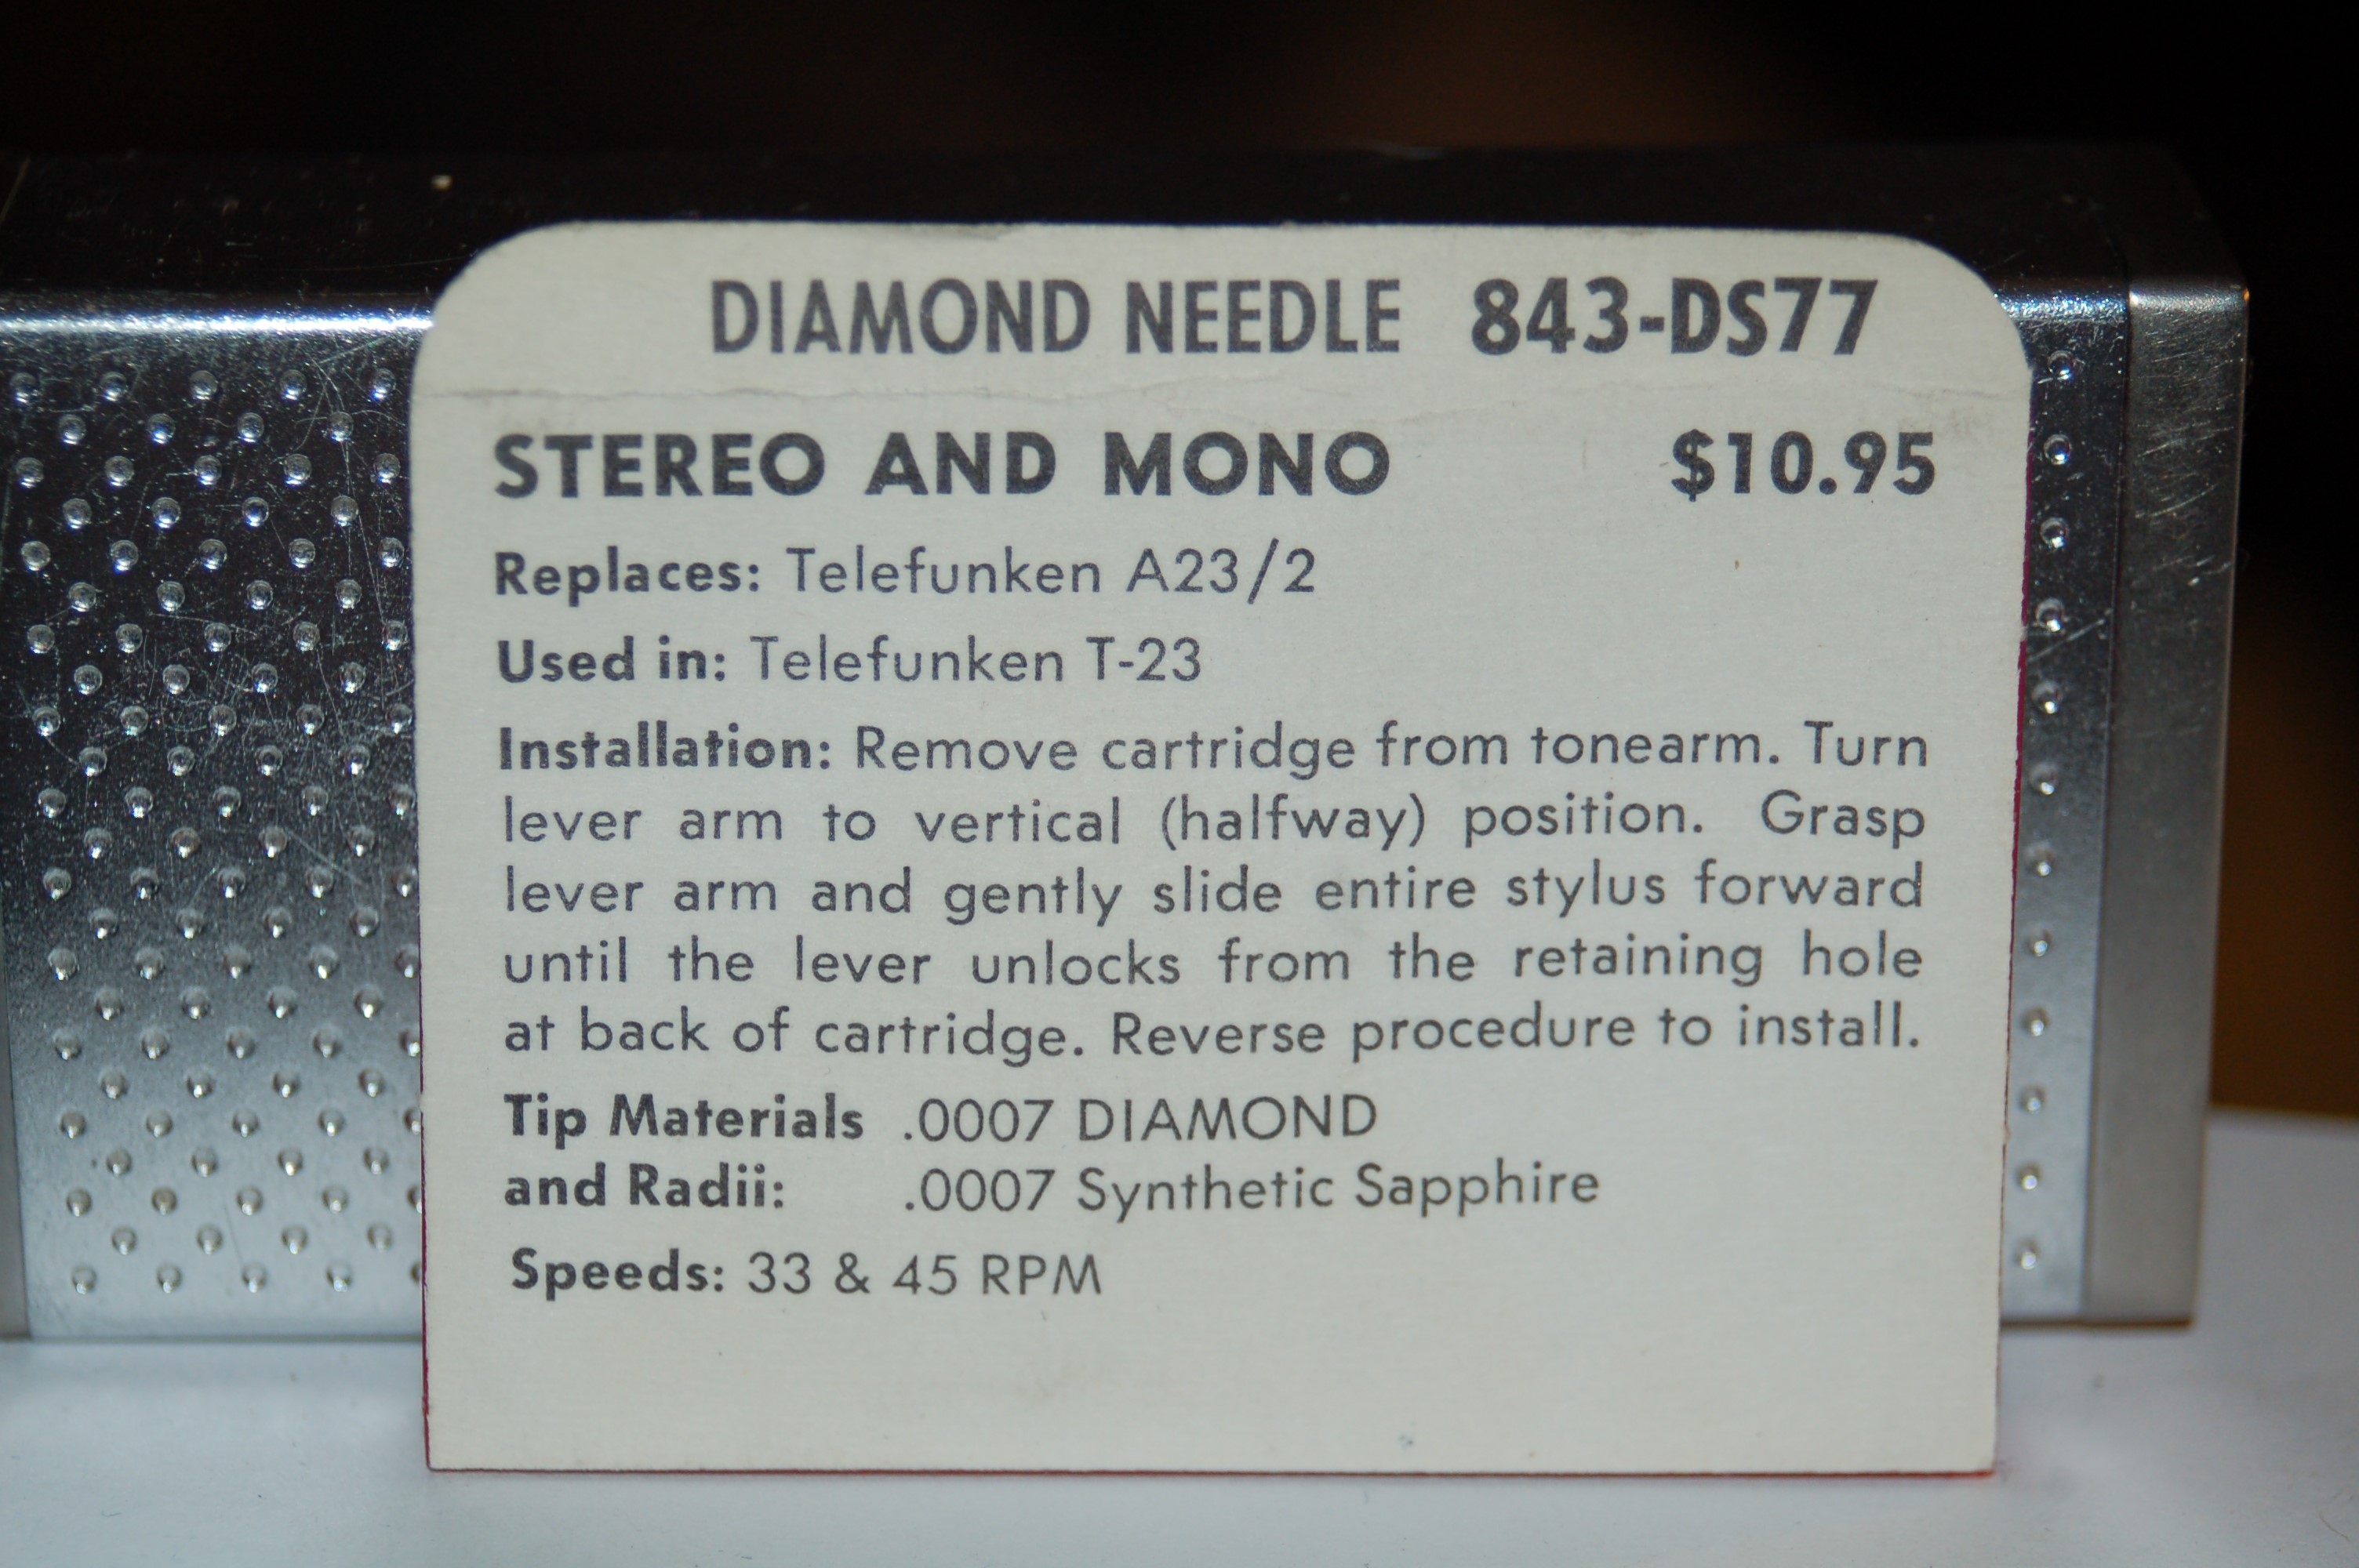 DIAMOND NEEDLE 843-DS77
STEREO AND MONO $10.95
Replaces: Telefunken A23/2
Used in: Telefunken T-23
Installation: Remove cartridge from tonearm. Turn
lever arm to vertical (halfway) position. Grasp
lever arm and gently slide entire stylus forward
until the lever unlocks from the retaining hole
at back of cartridge. Reverse procedure to install.
Tip Materials .0007 DIAMOND
and Radii: .0007 Synthetic Sapphire
Speeds: 33 & 45 RPM